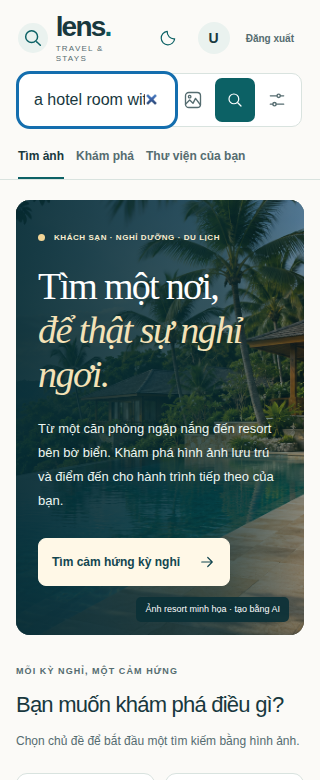 lens.
TRAVEL &
STAYS
U
Đăng xuất
a hotel room wit
Tìm ảnh Khám phá Thư viện của bạn
KHÁCH SẠN · NGHỈ DƯỠNG · DU LỊCH
Tìm một nơi,
để thật sự nghỉ
ngơi.
Từ một căn phòng ngập nắng đến resort
bên bờ biển. Khám phá hình ảnh lưu trú
và điểm đến cho hành trình tiếp theo của
bạn.
Tìm cảm hứng kỳ nghỉ
Ảnh resort minh họa · tạo bằng AI
MỖI KỲ NGHỈ, MỘT CẢM HỨNG
Bạn muốn khám phá điều gì?
Chọn chủ đề để bắt đầu một tìm kiếm bằng hình ảnh.